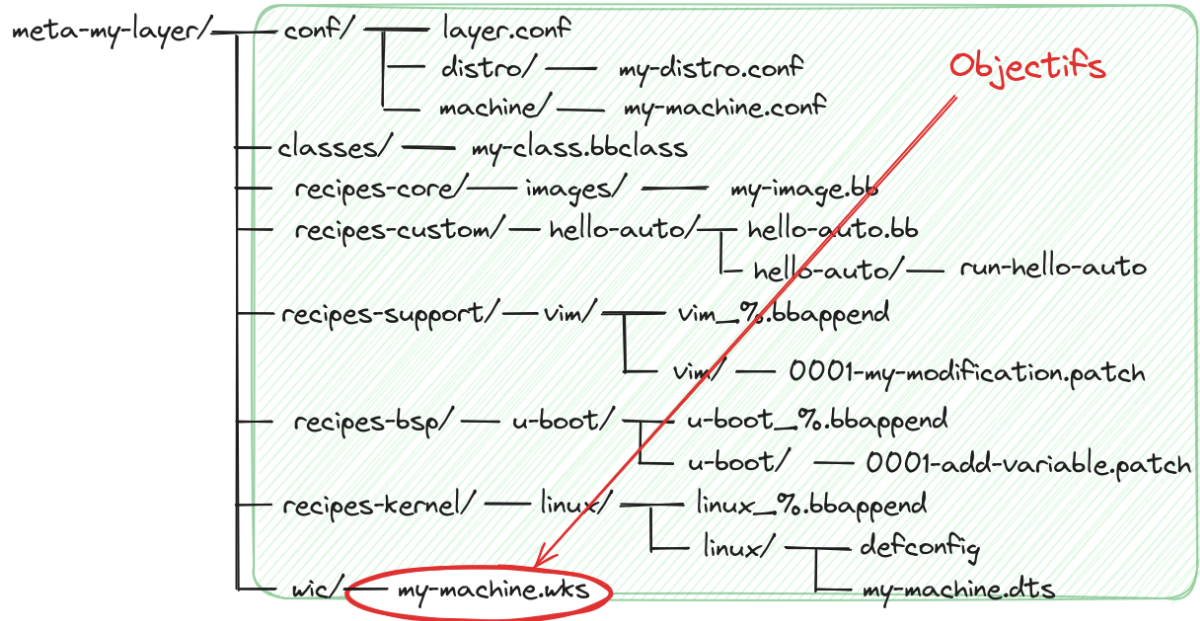 meta-my-layer/ conf/ layer.conf
distro/ my-distro.conf
Objectifs
machine/ my-machine.conf
classes/ my-class.bbclass
recipes-core/ images/ my-image.bb
recipes-custom/ hello-auto/ hello-auto.bb
hello-auto/ run-hello-auto
recipes-support/ vim/ vim_%.bbappend
vim/ 0001-my-modification.patch
recipes-bsp/ u-boot/ u-boot_%.bbappend
u-boot/ 0001-add-variable.patch
recipes-kernel/ linux/ linux_%.bbappend
linux/ defconfig
wic/ my-machine.wks my-machine.dts